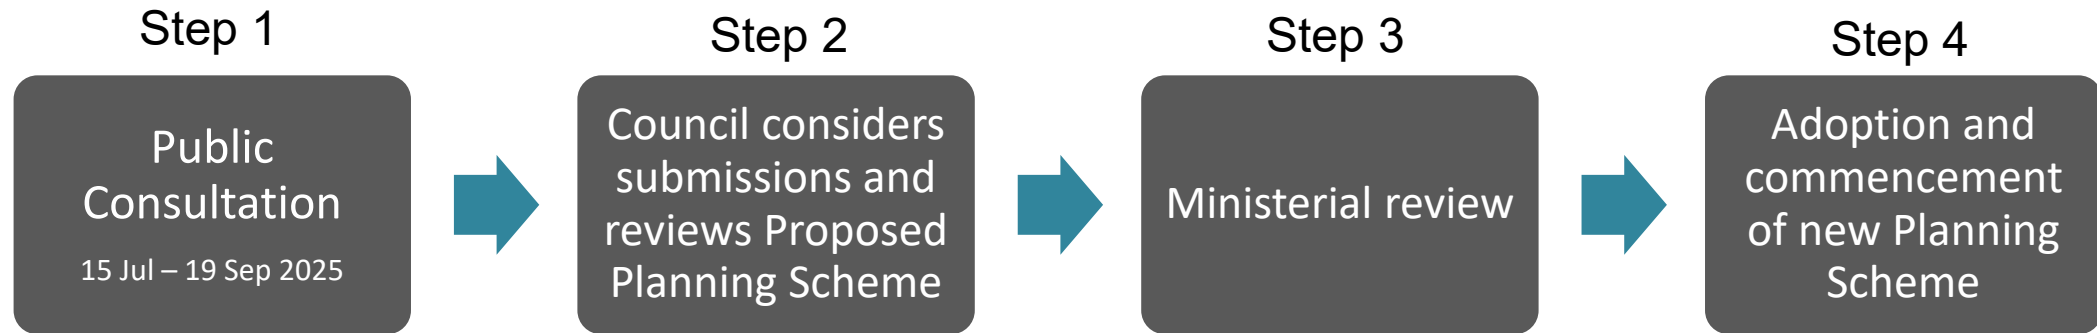 Step 1
Public
Consultation
15 Jul – 19 Sep 2025
Step 2
Council considers
submissions and
reviews Proposed
Planning Scheme
Step 3
Ministerial review
Step 4
Adoption and
commencement
of new Planning
Scheme